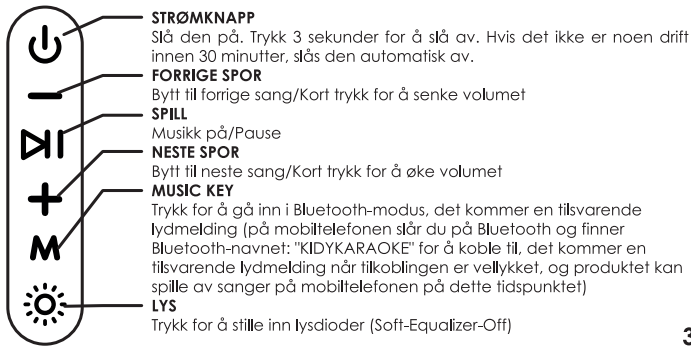 STRØMKNAPP
Slå den på. Trykk 3 sekunder for å slå av. Hvis det ikke er noen drift
innen 30 minutter, slås den automatisk av.
FORRIGE SPOR
Bytt til forrige sang/Kort trykk for å senke volumet
SPILL
Musikk på/Pause
NESTE SPOR
Bytt til neste sang/Kort trykk for å øke volumet
MUSIC KEY
Trykk for å gå inn i Bluetooth-modus, det kommer en tilsvarende
lydmelding (på mobiltelefonen slår du på Bluetooth og finner
Bluetooth-navnet: "KIDYKARAOKE" for å koble til, det kommer en
tilsvarende lydmelding når tilkoblingen er vellykket, og produktet kan
spille av sanger på mobiltelefonen på dette tidspunktet)
M
LYS
Trykk for å stille inn lysdioder (Soft-Equalizer-Off)
3